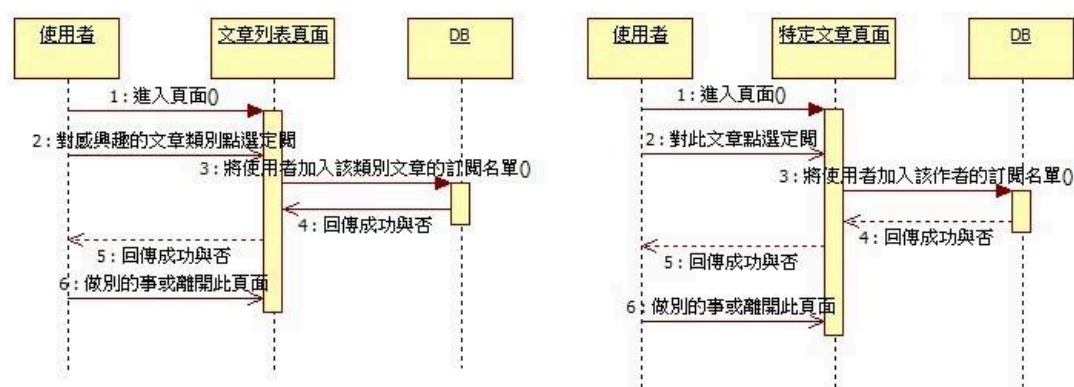 使用者
文章列表頁面
DB
1 : 進入頁面()
2 : 對感興趣的文章類別點選定閱
3 : 將使用者加入該類別文章的訂閱名單()
4 : 回傳成功與否
5 : 回傳成功與否
6 : 做別的事或離開此頁面
使用者
特定文章頁面
DB
1 : 進入頁面()
2 : 對此文章點選定閱
3 : 將使用者加入該作者的訂閱名單()
4 : 回傳成功與否
5 : 回傳成功與否
6 : 做別的事或離開此頁面